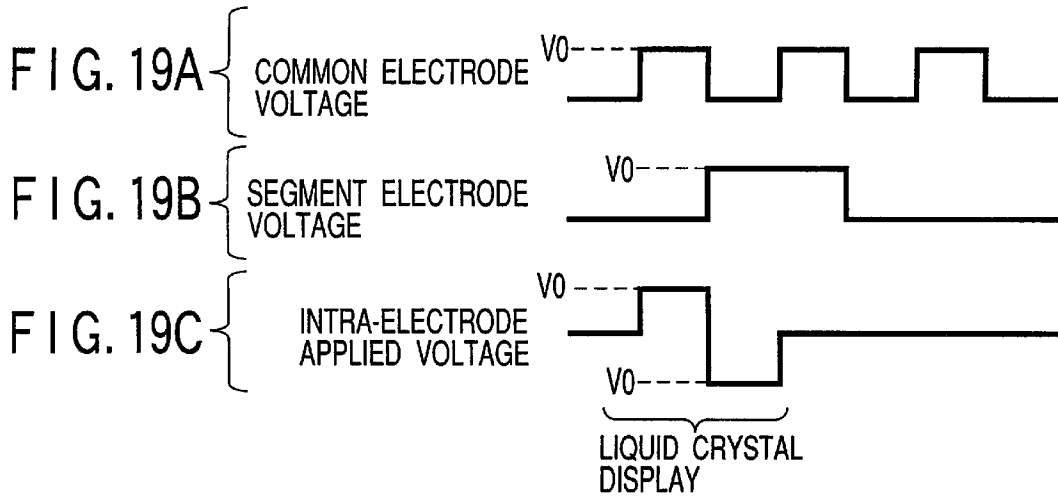 FIG. 19A
COMMON ELECTRODE
VOLTAGE
V0
FIG. 19B
SEGMENT ELECTRODE
VOLTAGE
V0
FIG. 19C
INTRA-ELECTRODE
APPLIED VOLTAGE
V0
V0
LIQUID CRYSTAL
DISPLAY